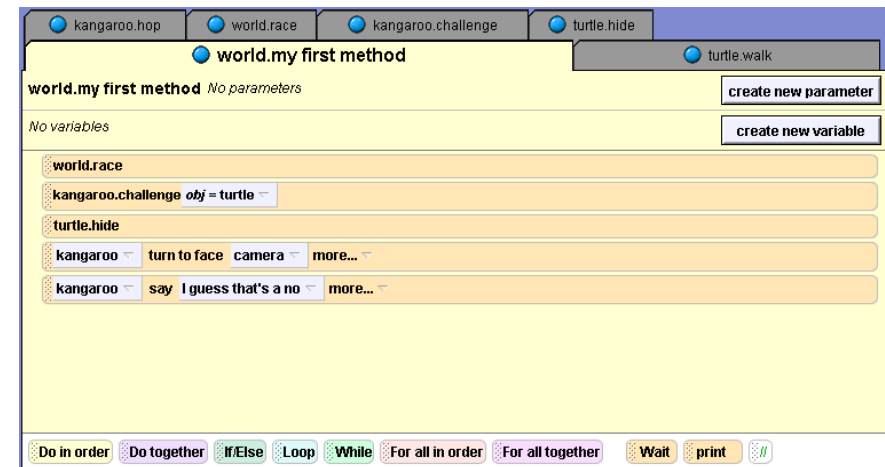 kangaroo.hop world.race kangaroo.challenge turtle.hide
world.my first method turtle.walk
world.my first method No parameters create new parameter
No variables create new variable
world.race
kangaroo.challenge obj = turtle
turtle.hide
kangaroo turn to face camera more...
kangaroo say I guess that's a no more...
Do in order Do together If/Else Loop While For all in order For all together Wait print //